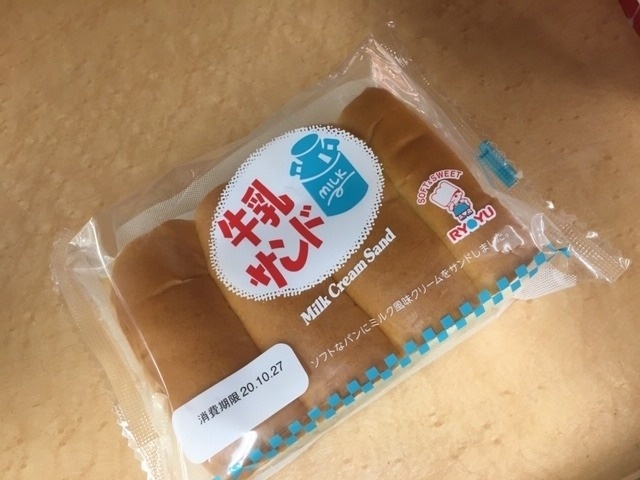 牛乳
サンド
MILK
Milk Cream Sand
SOFT & SWEET
RYOYU
ソフトなパンにミルク風味クリームをサンドしまし
消費期限 20.10.27